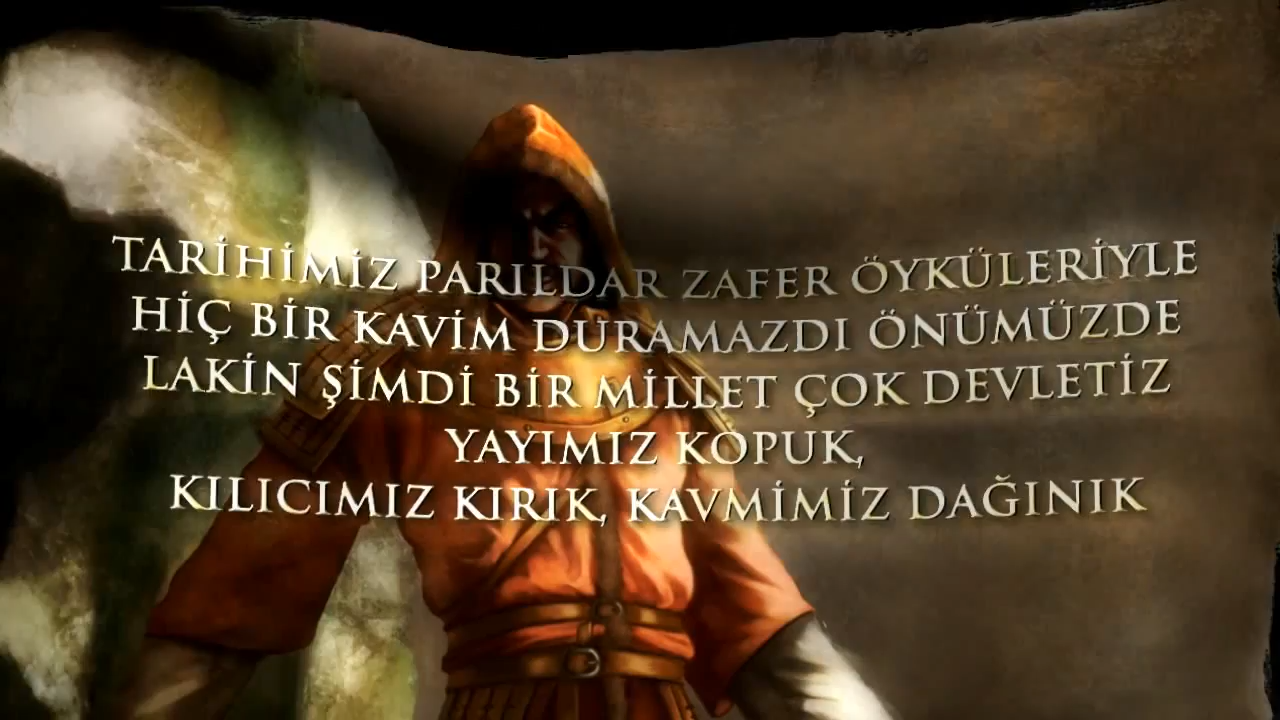 TARİHİMİZ PARILDAR ZAFER ÖYKÜLERİYLE
HİÇ BİR KAVİM DURAMAZDI ÖNÜMÜZDE
LAKİN ŞİMDİ BİR MİLLET ÇOK DEVLETİZ
YAYIMIZ KOPUK,
KILICIMIZ KIRIK, KAVMİMİZ DAĞINIK